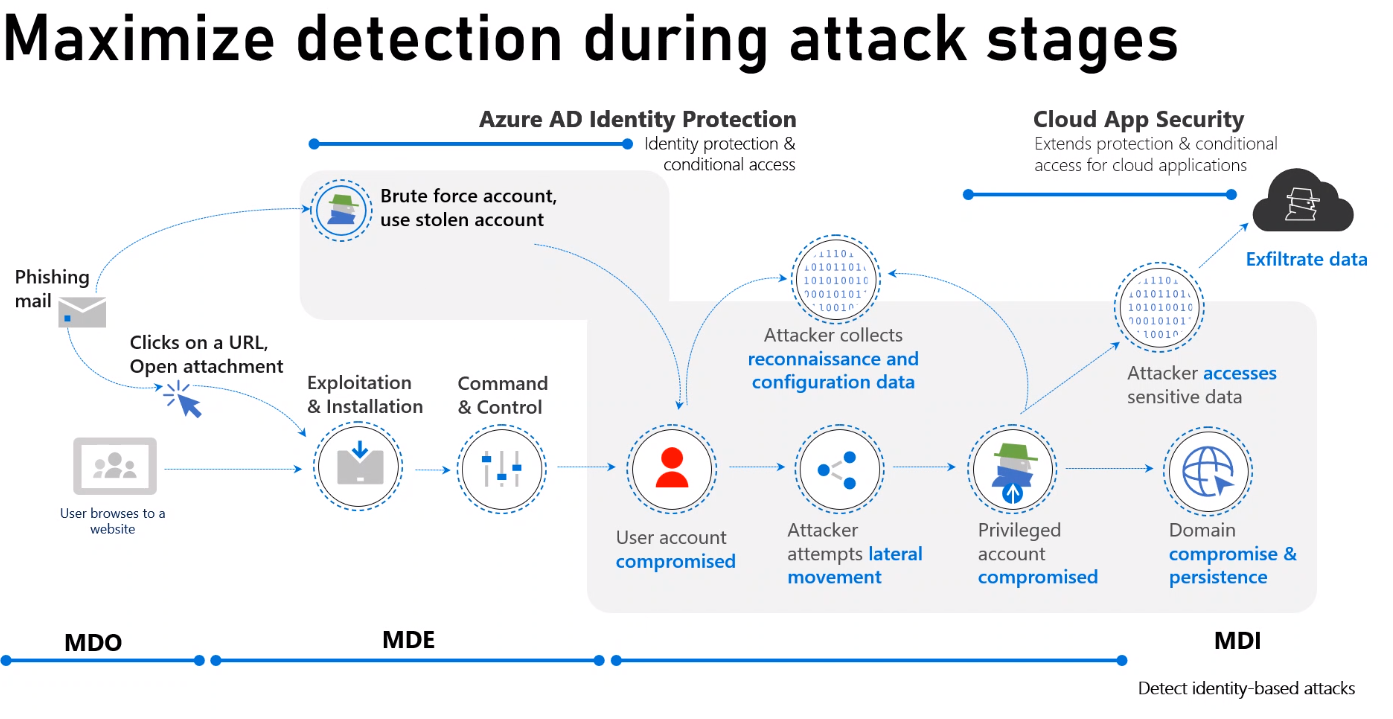 Maximize detection during attack stages
Azure AD Identity Protection
Identity protection &
conditional access
Cloud App Security
Extends protection & conditional
access for cloud applications
Brute force account,
use stolen account
Exfiltrate data
Phishing
mail
Clicks on a URL,
Open attachment
Attacker collects
reconnaissance and
configuration data
Attacker accesses
sensitive data
Exploitation
& Installation
Command
& Control
User browses to a
website
User account
compromised
Attacker
attempts lateral
movement
Privileged
account
compromised
Domain
compromise &
persistence
MDO
MDE
MDI
Detect identity-based attacks